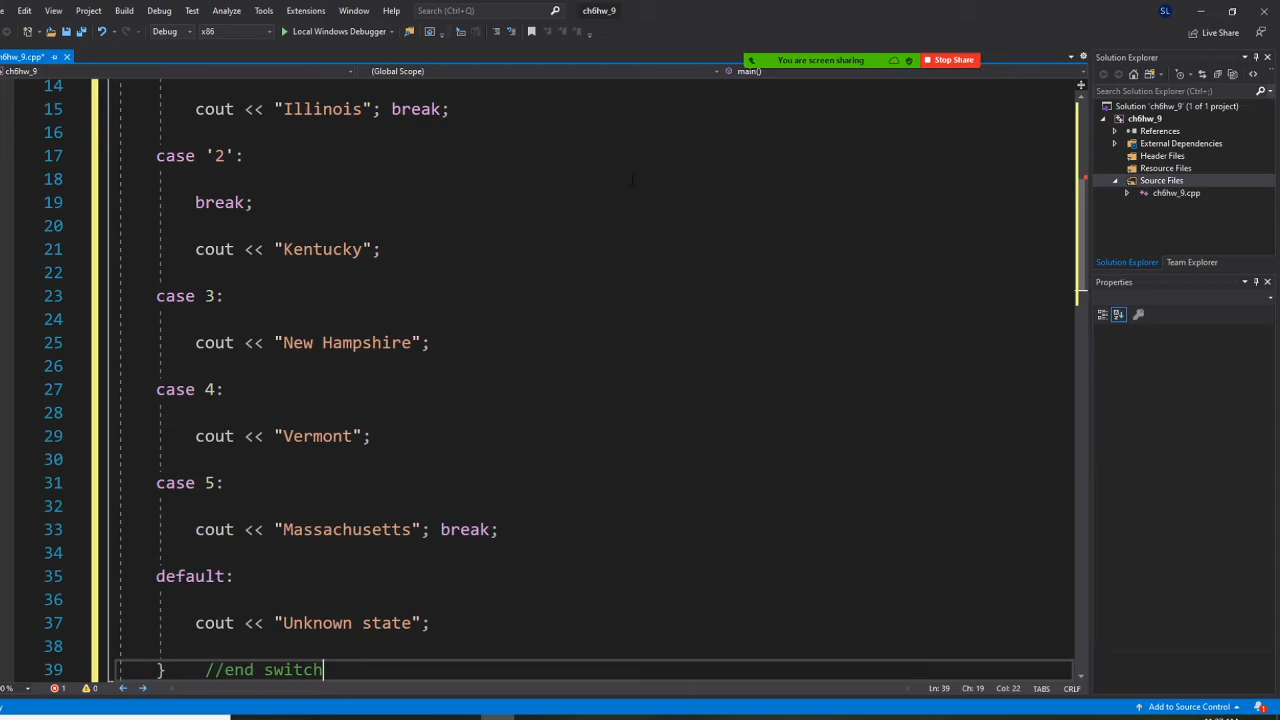 Edit View Project Build Debug Test Analyze Tools Extensions Window Help Search (Ctrl+Q) ch6hw_9 SL
Debug x86 Local Windows Debugger Live Share
h6hw_9.cpp*
You are screen sharing Stop Share
ch6hw_9 (Global Scope) main()
14
15 cout << "Illinois"; break;
16
17 case '2':
18
19 break;
20
21 cout << "Kentucky";
22
23 case 3:
24
25 cout << "New Hampshire";
26
27 case 4:
28
29 cout << "Vermont";
30
31 case 5:
32
33 cout << "Massachusetts"; break;
34
35 default:
36
37 cout << "Unknown state";
38
39 } //end switch
0 % 1 0 Ln: 39 Ch: 19 Col: 22 TABS CRLF
Solution Explorer
Search Solution Explorer (Ctrl+;)
Solution 'ch6hw_9' (1 of 1 project)
ch6hw_9
References
External Dependencies
Header Files
Resource Files
Source Files
ch6hw_9.cpp
Solution Explorer Team Explorer
Properties
Add to Source Control 1